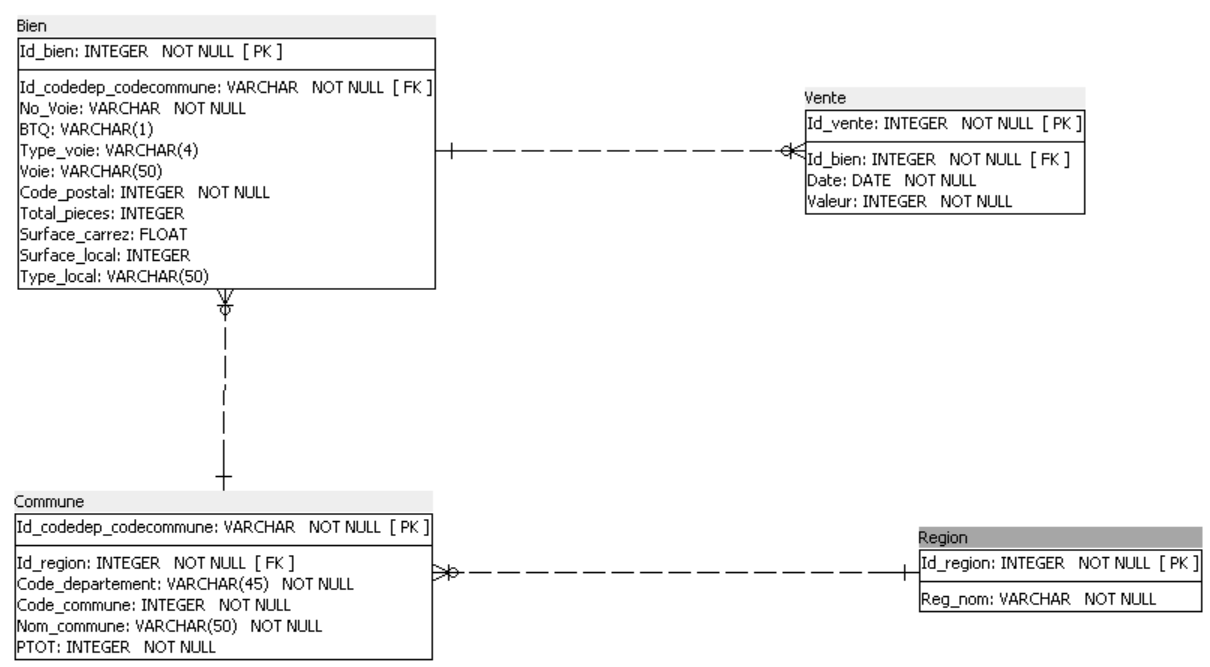 Bien
Id_bien: INTEGER NOT NULL [ PK ]
Id_codedep_codecommune: VARCHAR NOT NULL [ FK ]
No_Voie: VARCHAR NOT NULL
BTQ: VARCHAR(1)
Type_voie: VARCHAR(4)
Voie: VARCHAR(50)
Code_postal: INTEGER NOT NULL
Total_pieces: INTEGER
Surface_carrez: FLOAT
Surface_local: INTEGER
Type_local: VARCHAR(50)
Vente
Id_vente: INTEGER NOT NULL [ PK ]
Id_bien: INTEGER NOT NULL [ FK ]
Date: DATE NOT NULL
Valeur: INTEGER NOT NULL
Commune
Id_codedep_codecommune: VARCHAR NOT NULL [ PK ]
Id_region: INTEGER NOT NULL [ FK ]
Code_departement: VARCHAR(45) NOT NULL
Code_commune: INTEGER NOT NULL
Nom_commune: VARCHAR(50) NOT NULL
PTOT: INTEGER NOT NULL
Region
Id_region: INTEGER NOT NULL [ PK ]
Reg_nom: VARCHAR NOT NULL